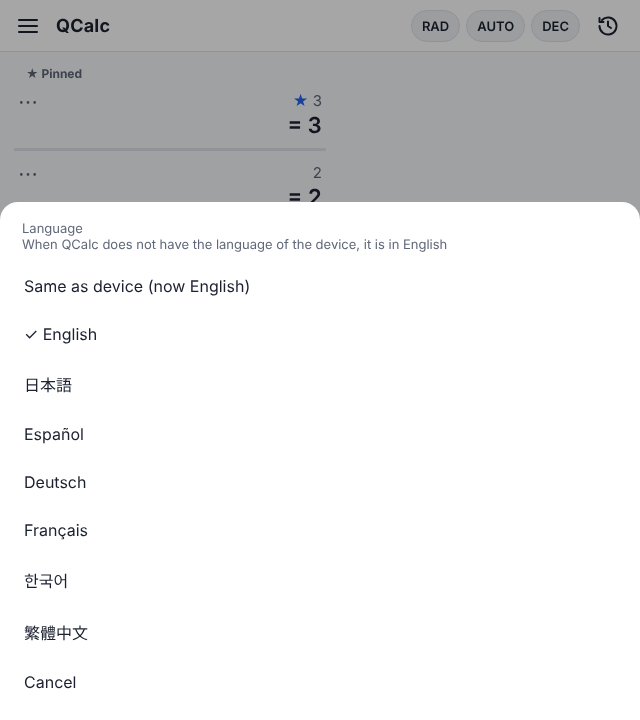 QCalc
RAD
AUTO
DEC
★ Pinned
...
★ 3
= 3
...
2
= 2
Language
When QCalc does not have the language of the device, it is in English
Same as device (now English)
✓ English
日本語
Español
Deutsch
Français
한국어
繁體中文
Cancel